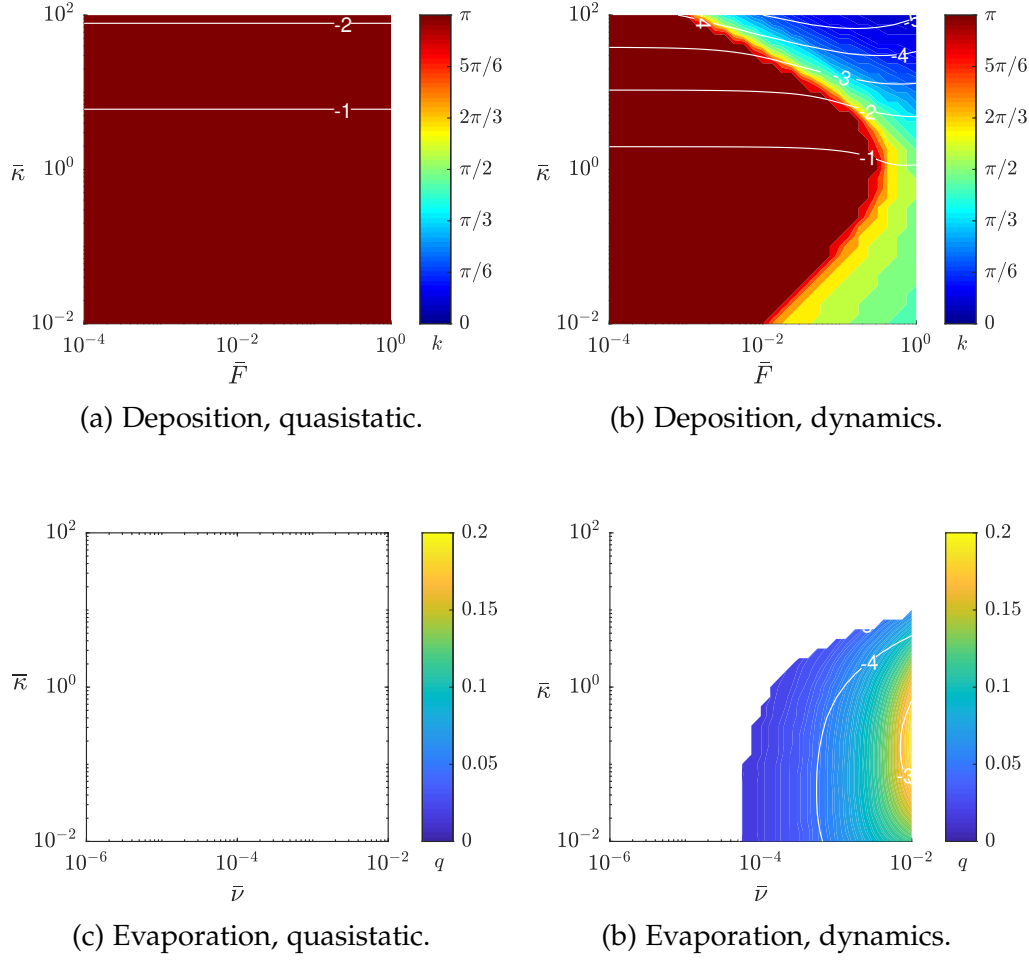 10^2
10^0
10^-2
κ̄
-2
-1
10^-4
10^-2
10^0
F̄
π
5π/6
2π/3
π/2
π/3
π/6
0
k
(a) Deposition, quasistatic.
10^2
10^0
10^-2
κ̄
-4
-5
-4
-3
-2
-1
10^-4
10^-2
10^0
F̄
π
5π/6
2π/3
π/2
π/3
π/6
0
k
(b) Deposition, dynamics.
10^2
10^0
10^-2
κ̄
10^-6
10^-4
10^-2
ν̄
0.2
0.15
0.1
0.05
0
q
(c) Evaporation, quasistatic.
10^2
10^0
10^-2
κ̄
-4
-3
10^-6
10^-4
10^-2
ν̄
0.2
0.15
0.1
0.05
0
q
(b) Evaporation, dynamics.